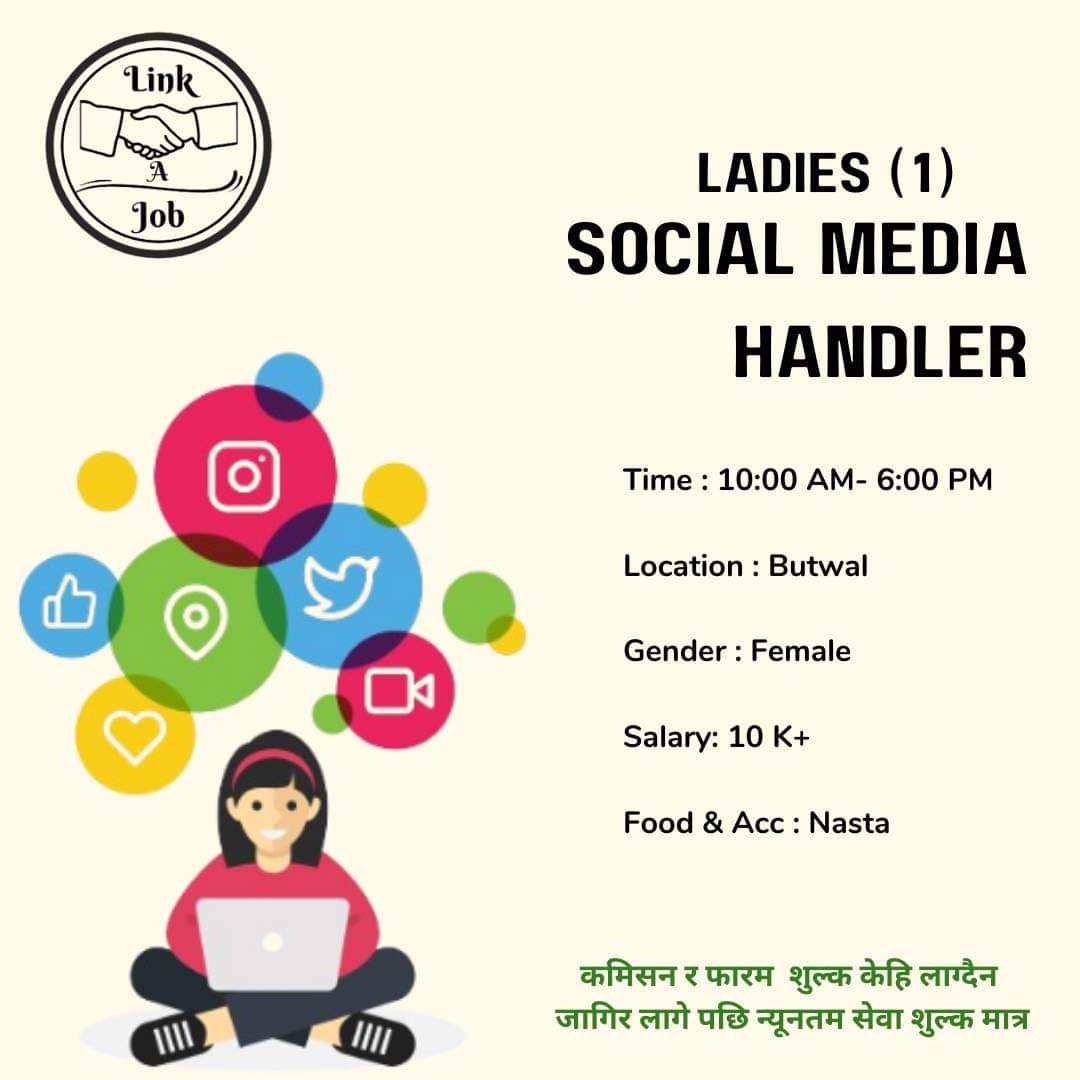 Link
A
Job
LADIES (1)
SOCIAL MEDIA
HANDLER
Time : 10:00 AM- 6:00 PM
Location : Butwal
Gender : Female
Salary: 10 K+
Food & Acc : Nasta
कमिसन र फारम  शुल्क केहि लाग्दैन
जागिर लागे पछि न्यूनतम सेवा शुल्क मात्र